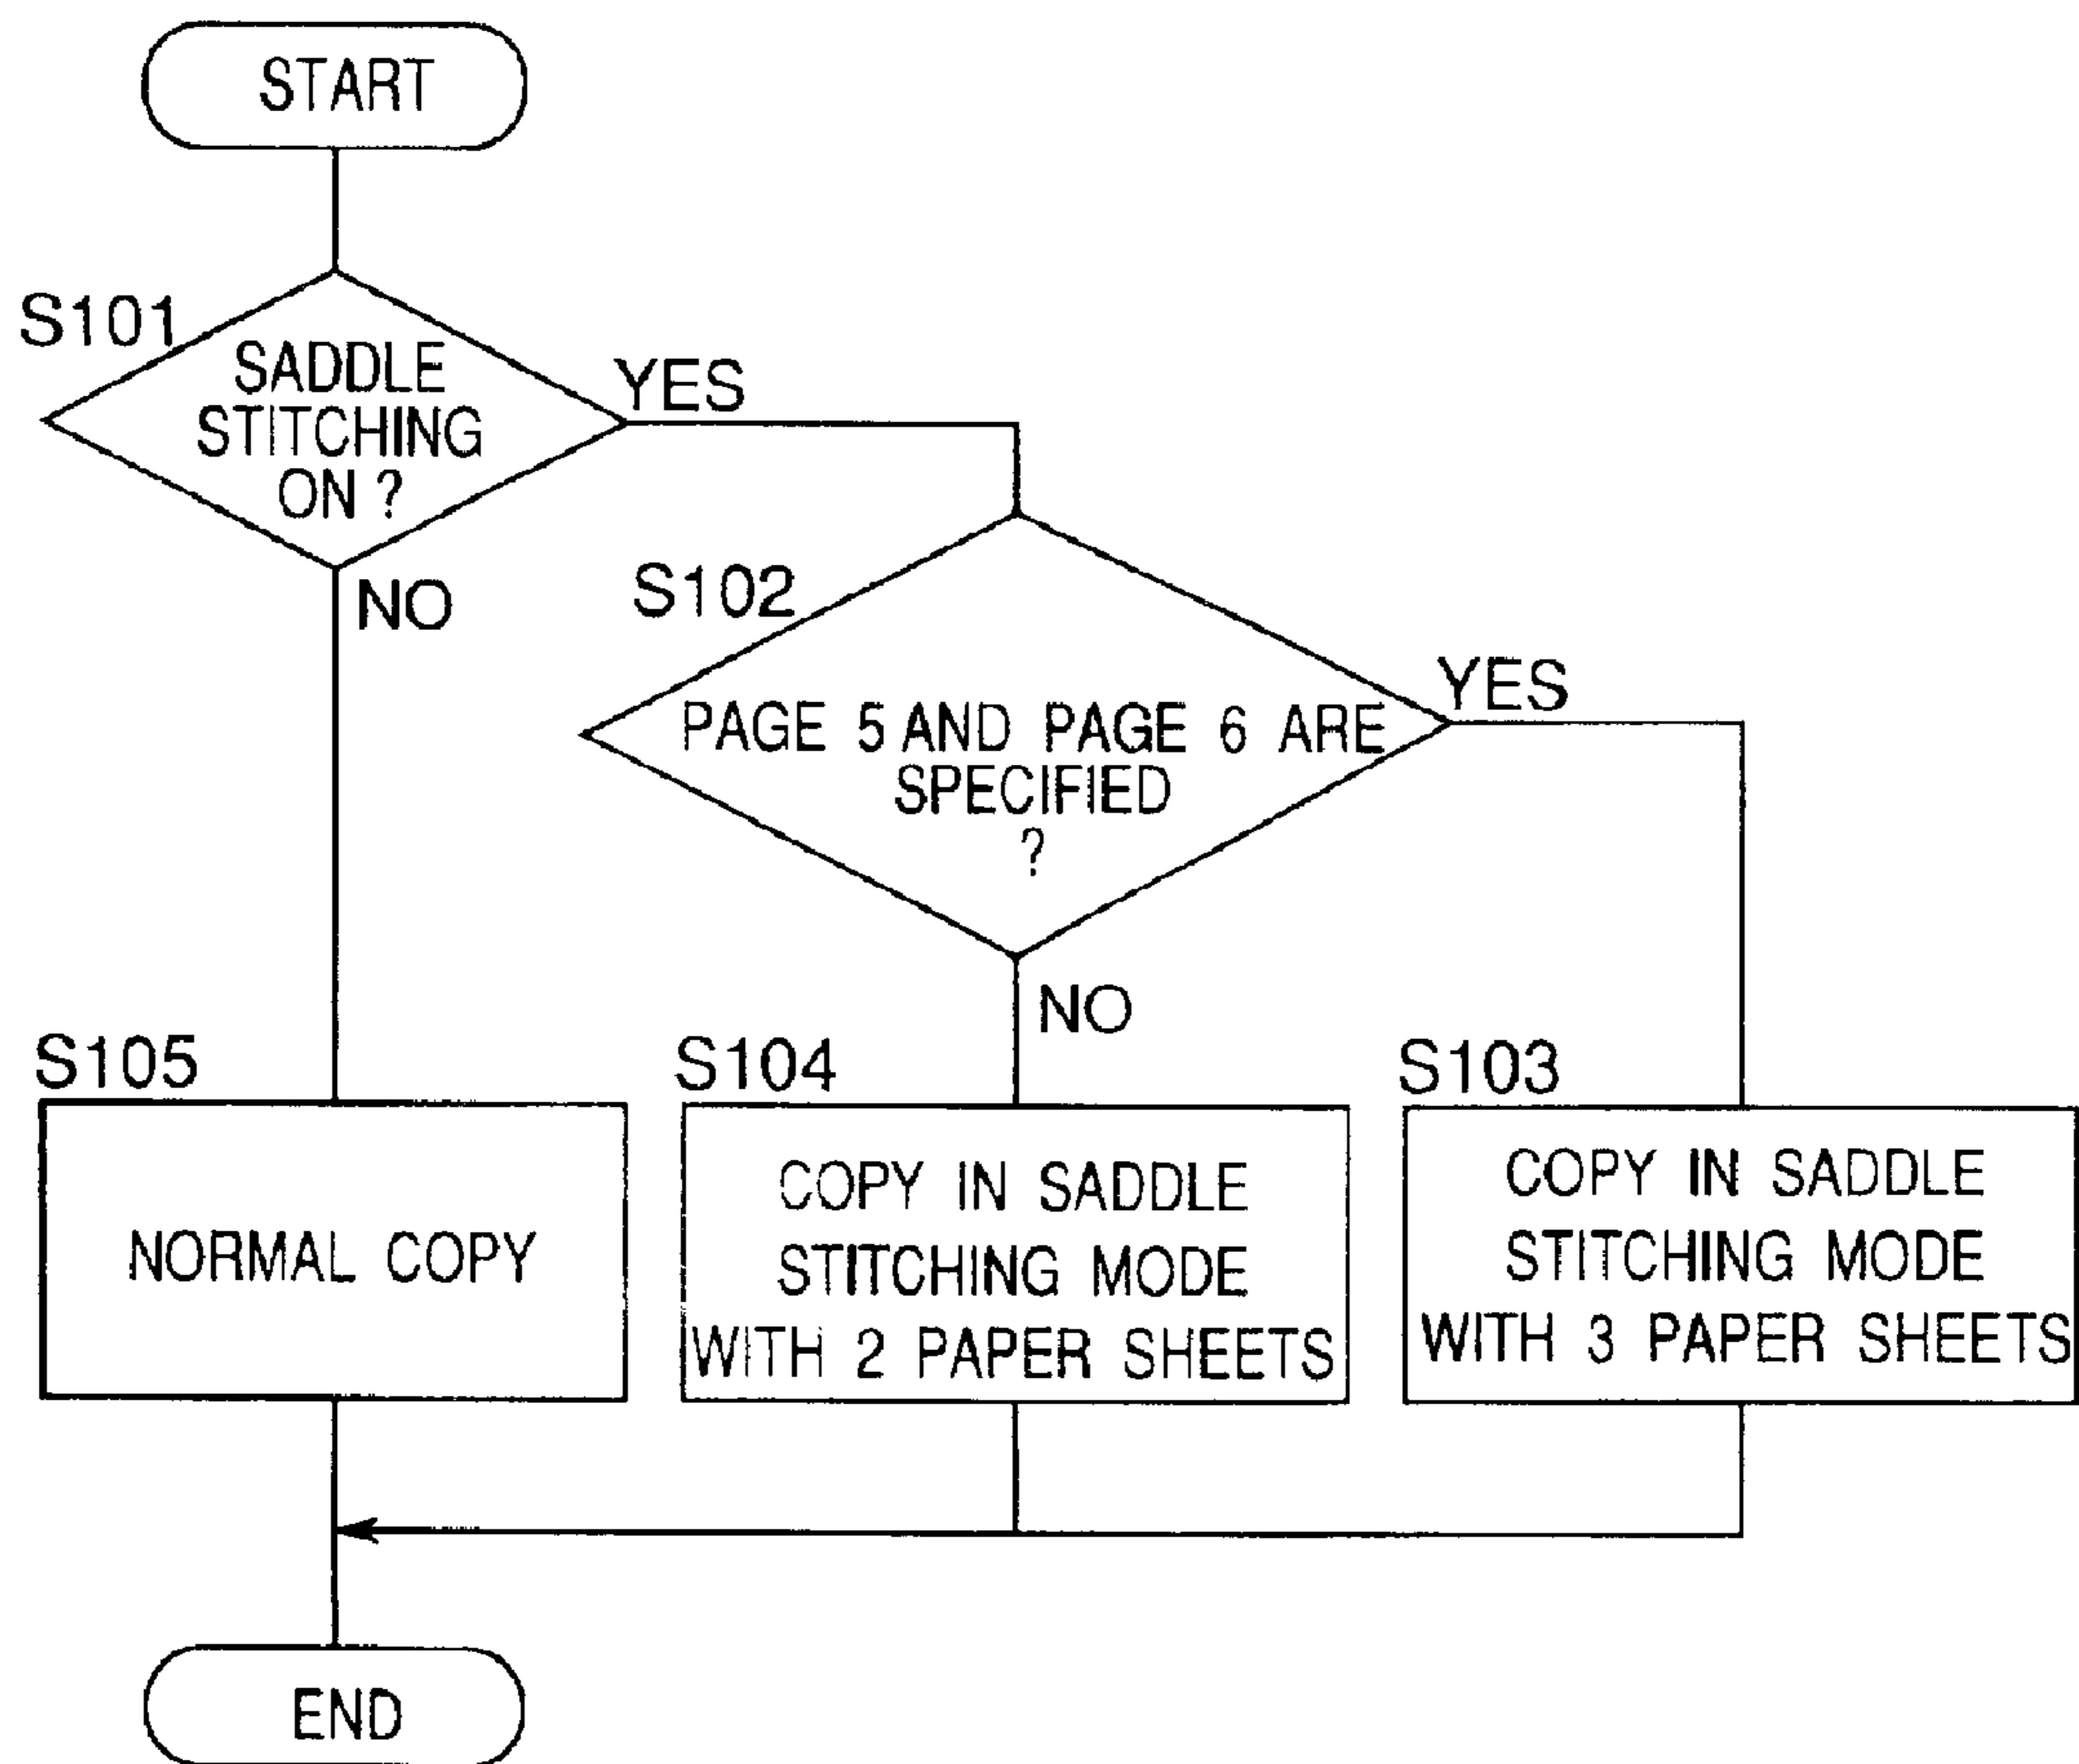 START
S101
SADDLE
STITCHING
ON ?
YES
NO
S102
PAGE 5 AND PAGE 6 ARE
SPECIFIED
?
YES
NO
S105
NORMAL COPY
S104
COPY IN SADDLE
STITCHING MODE
WITH 2 PAPER SHEETS
S103
COPY IN SADDLE
STITCHING MODE
WITH 3 PAPER SHEETS
END